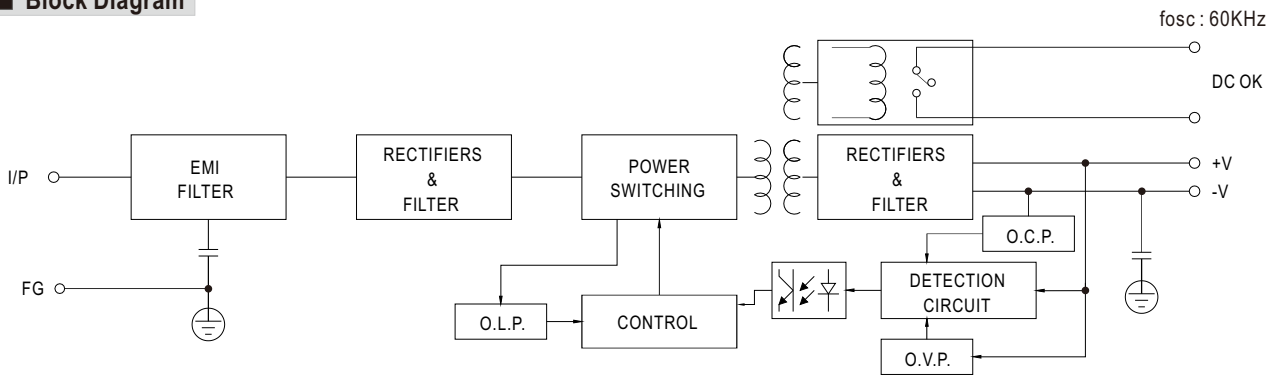 ■ Block Diagram
fosc : 60KHz
DC OK
I/P
EMI
FILTER
RECTIFIERS
&
FILTER
POWER
SWITCHING
RECTIFIERS
&
FILTER
+V
-V
O.C.P.
FG
O.L.P.
CONTROL
DETECTION
CIRCUIT
O.V.P.